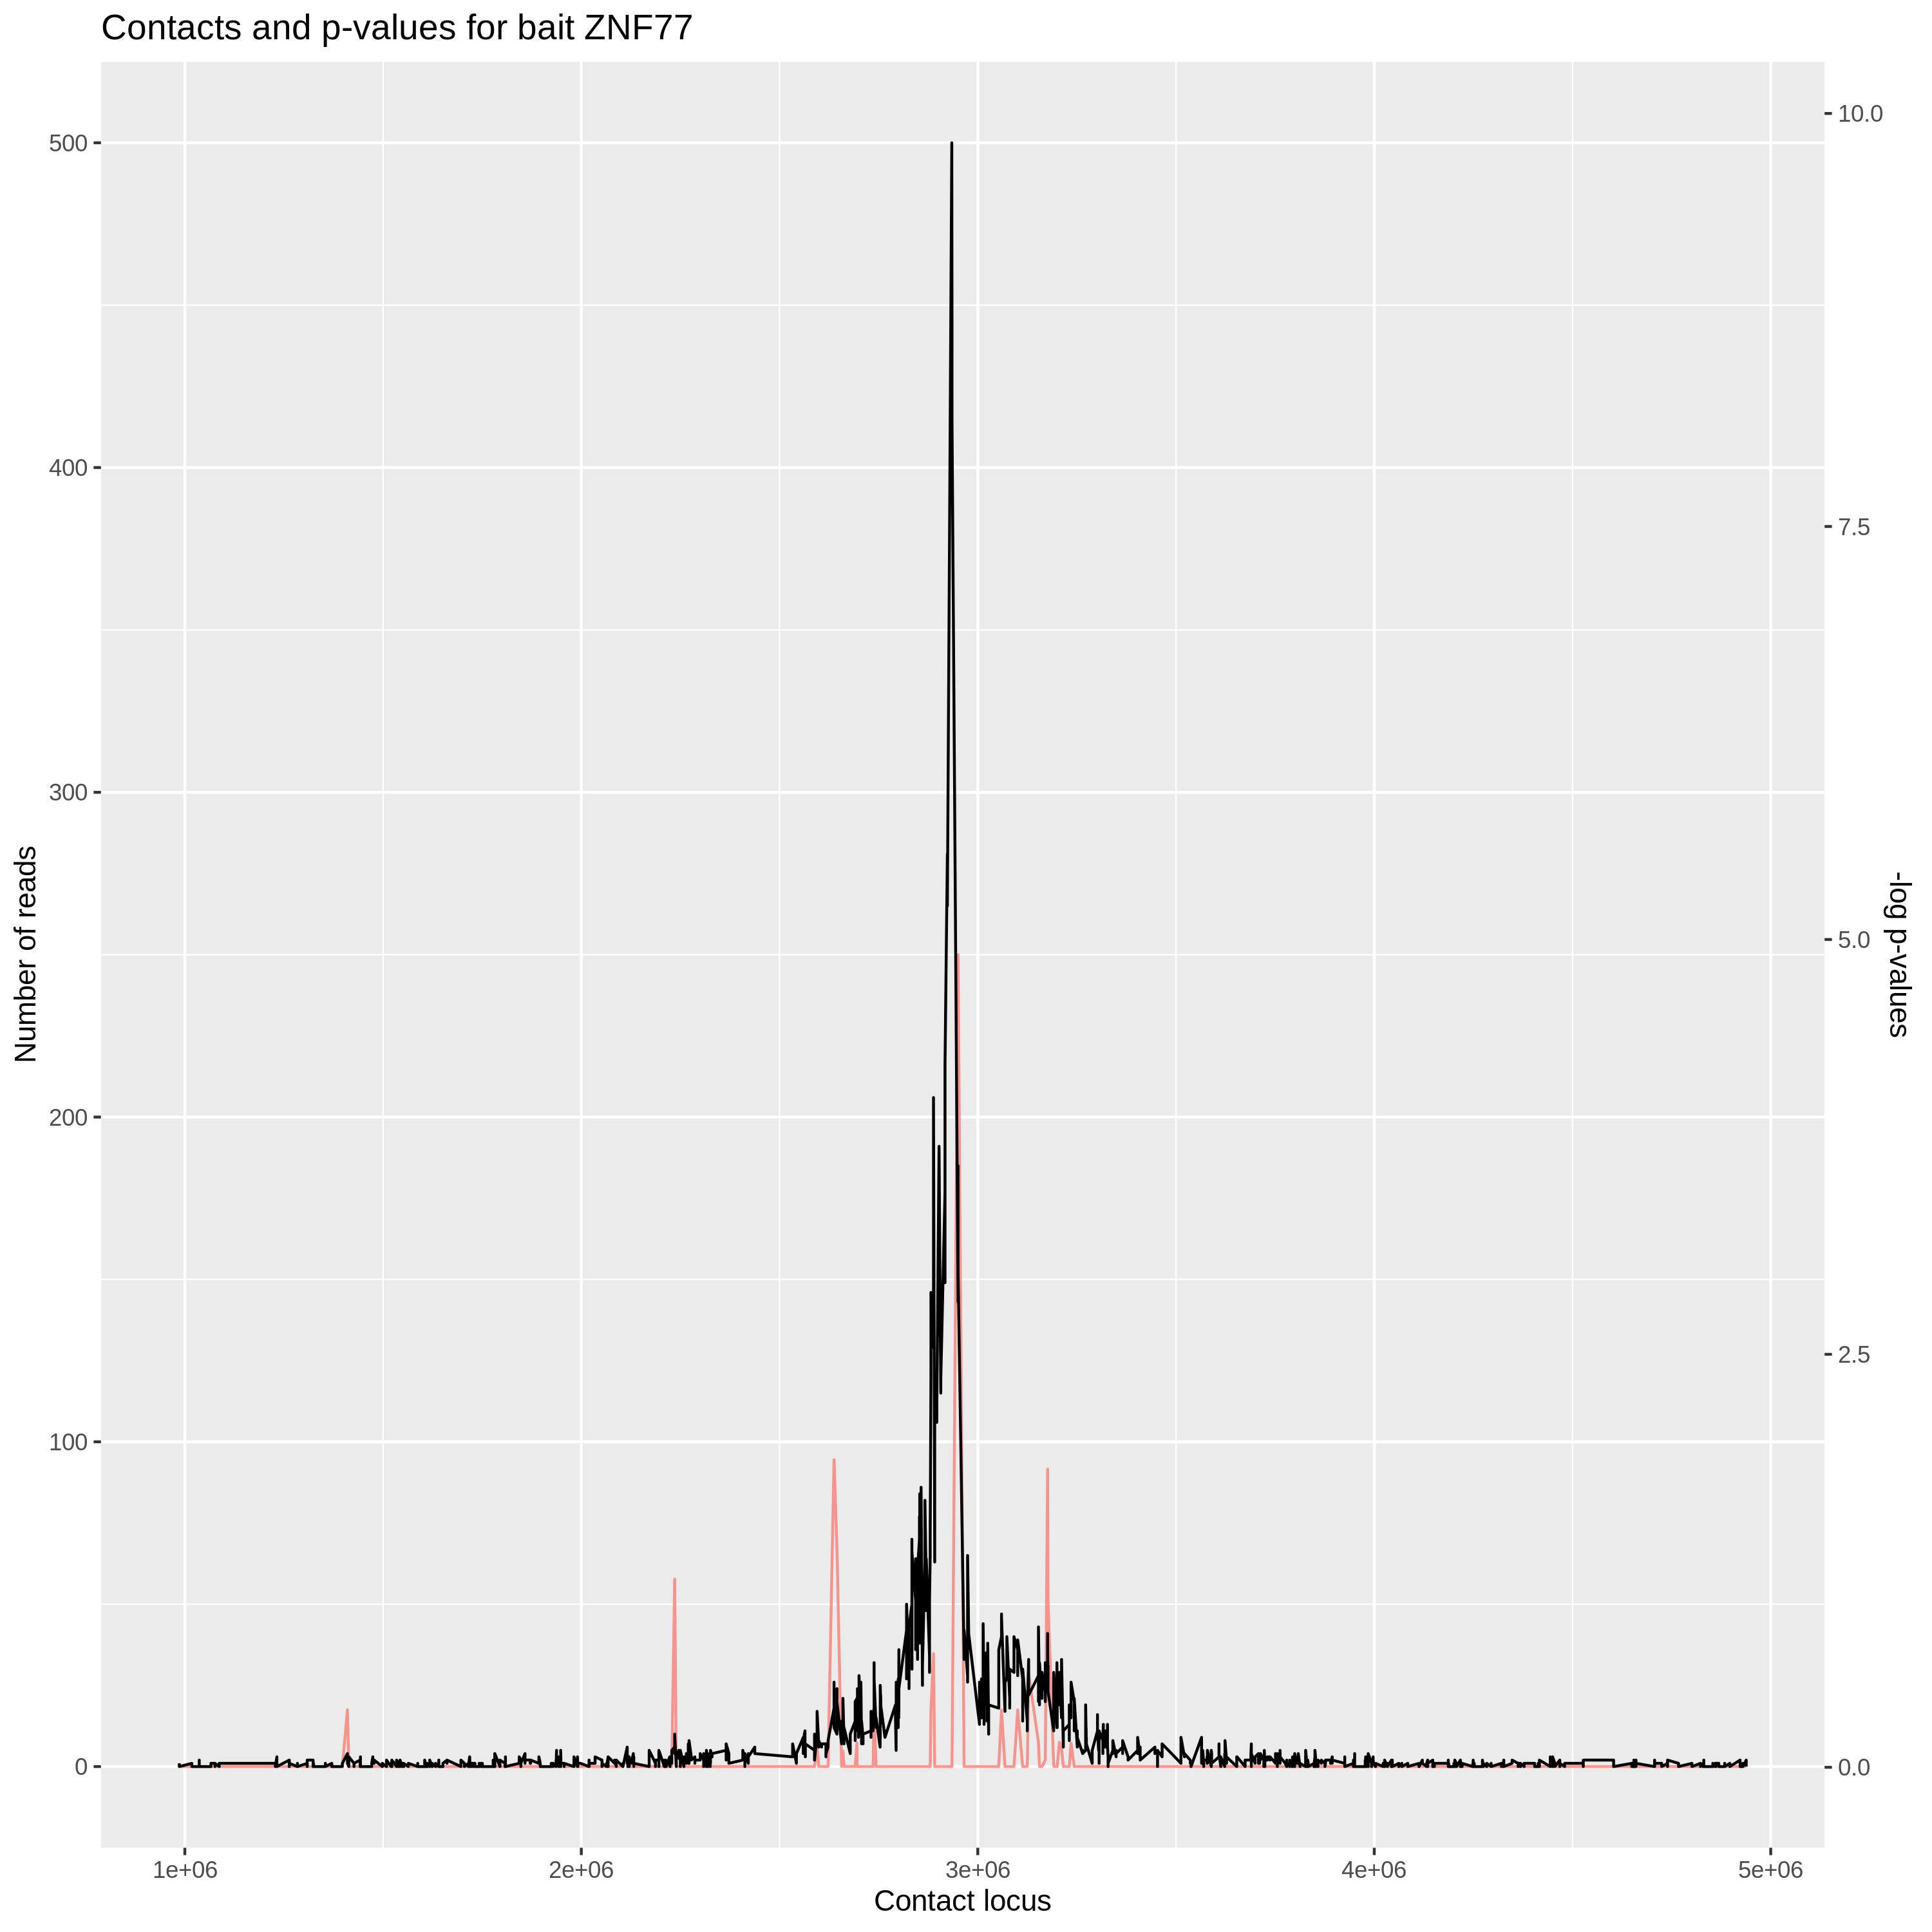 Contacts and p-values for bait ZNF77
Number of reads
500
400
300
200
100
0
10.0
7.5
5.0
2.5
0.0
-log p-values
1e+06
2e+06
3e+06
4e+06
5e+06
Contact locus